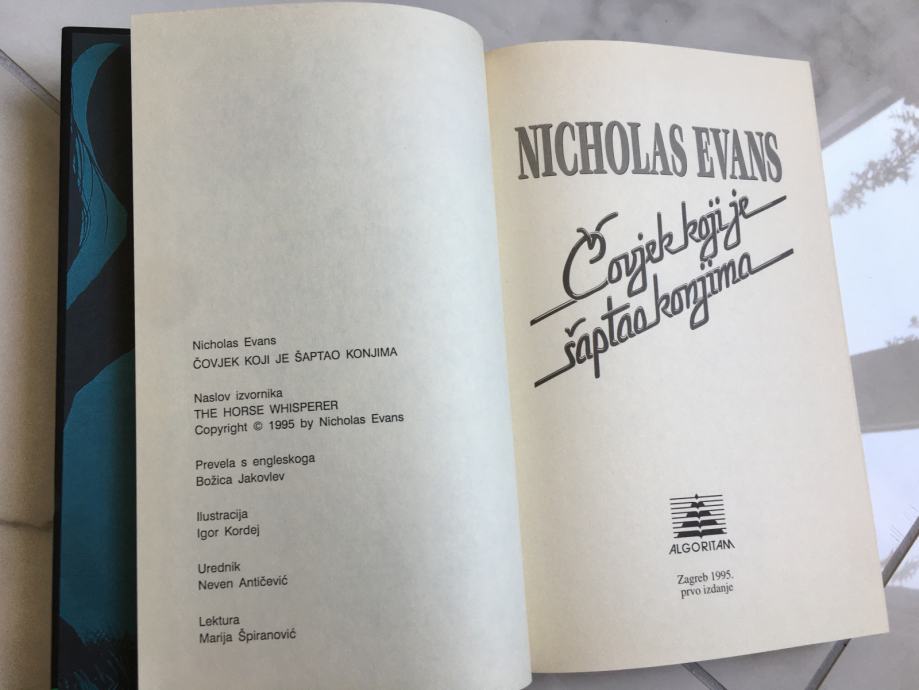 Nicholas Evans
ČOVJEK KOJI JE ŠAPTAO KONJIMA
Naslov izvornika
THE HORSE WHISPERER
Copyright © 1995 by Nicholas Evans
Prevela s engleskoga
Božica Jakovlev
Ilustracija
Igor Kordej
Urednik
Neven Antičević
Lektura
Marija Špiranović
NICHOLAS EVANS
Čovjek koji je
šaptao konjima
ALGORITAM
Zagreb 1995.
prvo izdanje